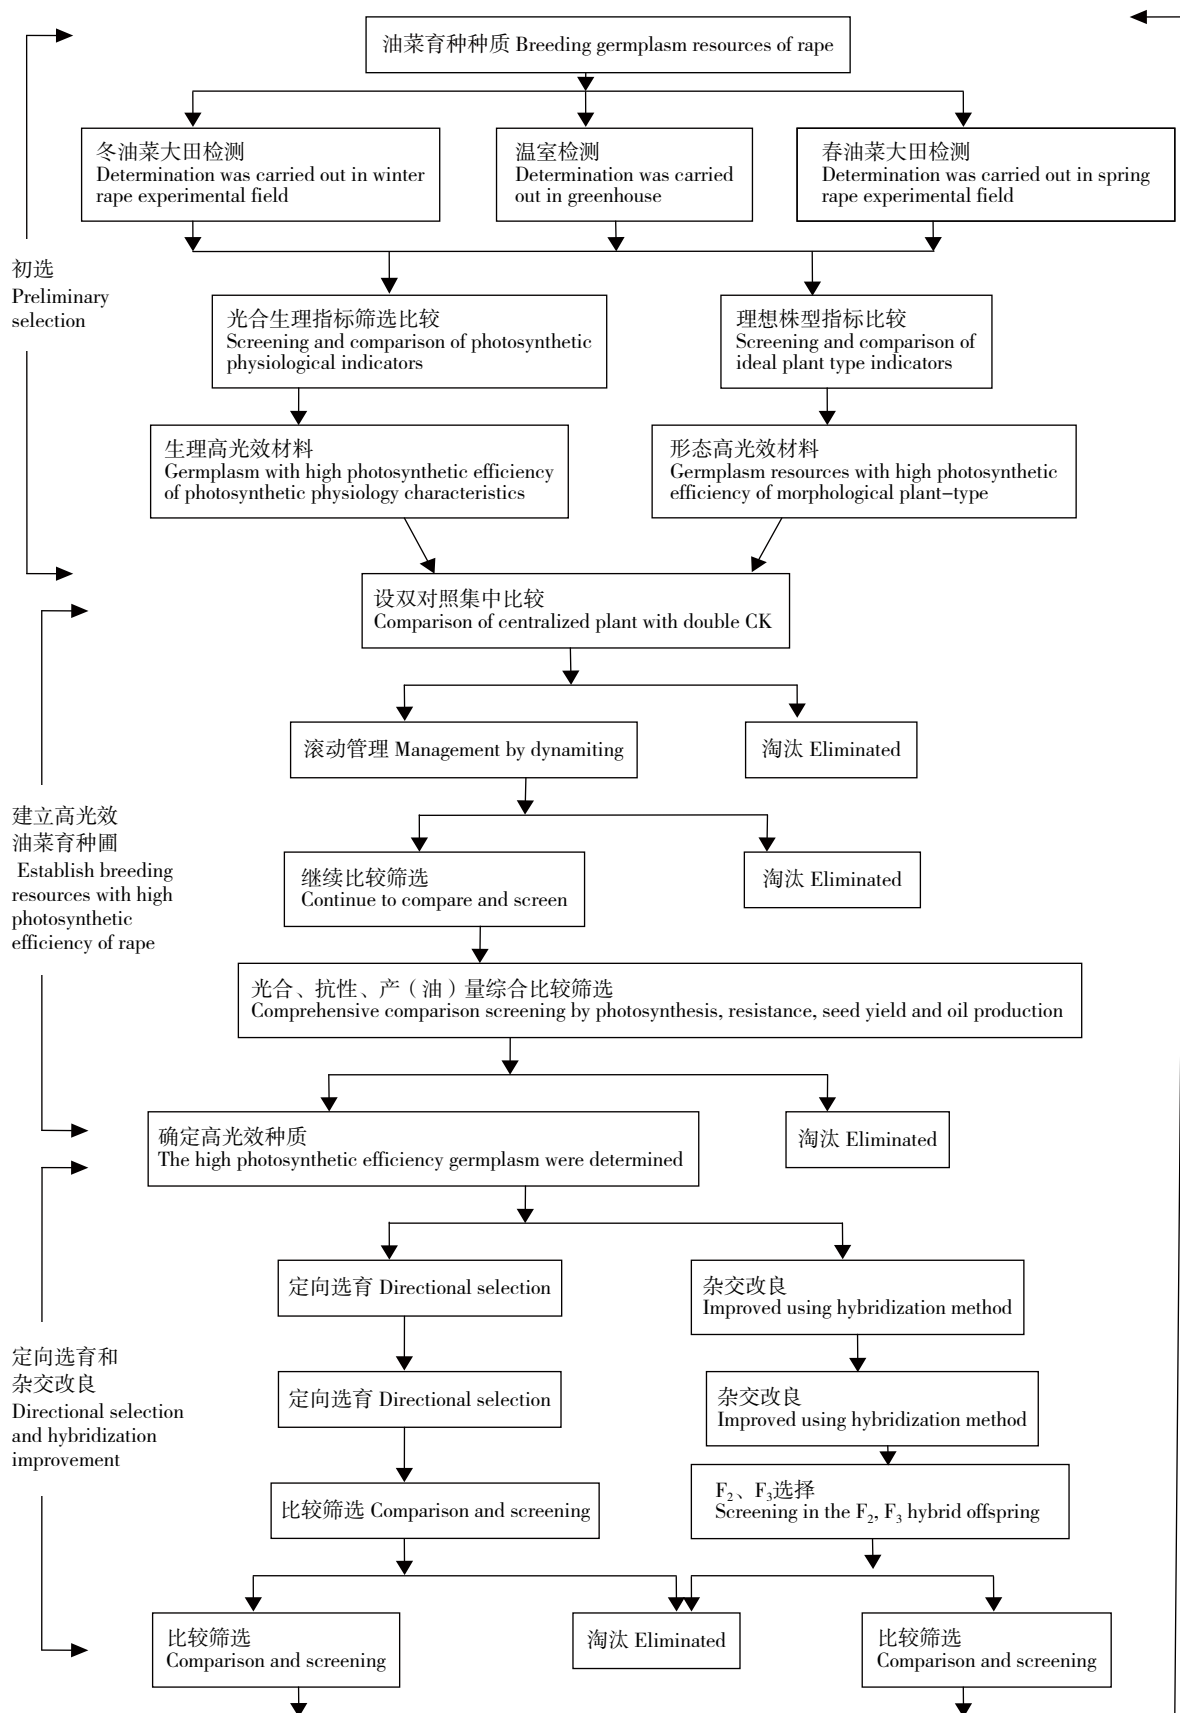 油菜育种种质 Breeding germplasm resources of rape
冬油菜大田检测
Determination was carried out in winter
rape experimental field
温室检测
Determination was carried
out in greenhouse
春油菜大田检测
Determination was carried out in spring
rape experimental field
初选
Preliminary
selection
光合生理指标筛选比较
Screening and comparison of photosynthetic
physiological indicators
理想株型指标比较
Screening and comparison of
ideal plant type indicators
生理高光效材料
Germplasm with high photosynthetic efficiency
of photosynthetic physiology characteristics
形态高光效材料
Germplasm resources with high photosynthetic
efficiency of morphological plant-type
设双对照集中比较
Comparison of centralized plant with double CK
滚动管理 Management by dynamiting
淘汰 Eliminated
建立高光效
油菜育种圃
Establish breeding
resources with high
photosynthetic
efficiency of rape
继续比较筛选
Continue to compare and screen
淘汰 Eliminated
光合、抗性、产（油）量综合比较筛选
Comprehensive comparison screening by photosynthesis, resistance, seed yield and oil production
确定高光效种质
The high photosynthetic efficiency germplasm were determined
淘汰 Eliminated
定向选育 Directional selection
杂交改良
Improved using hybridization method
定向选育和
杂交改良
Directional selection
and hybridization
improvement
定向选育 Directional selection
杂交改良
Improved using hybridization method
比较筛选 Comparison and screening
F₂、F₃选择
Screening in the F₂, F₃ hybrid offspring
比较筛选
Comparison and screening
淘汰 Eliminated
比较筛选
Comparison and screening